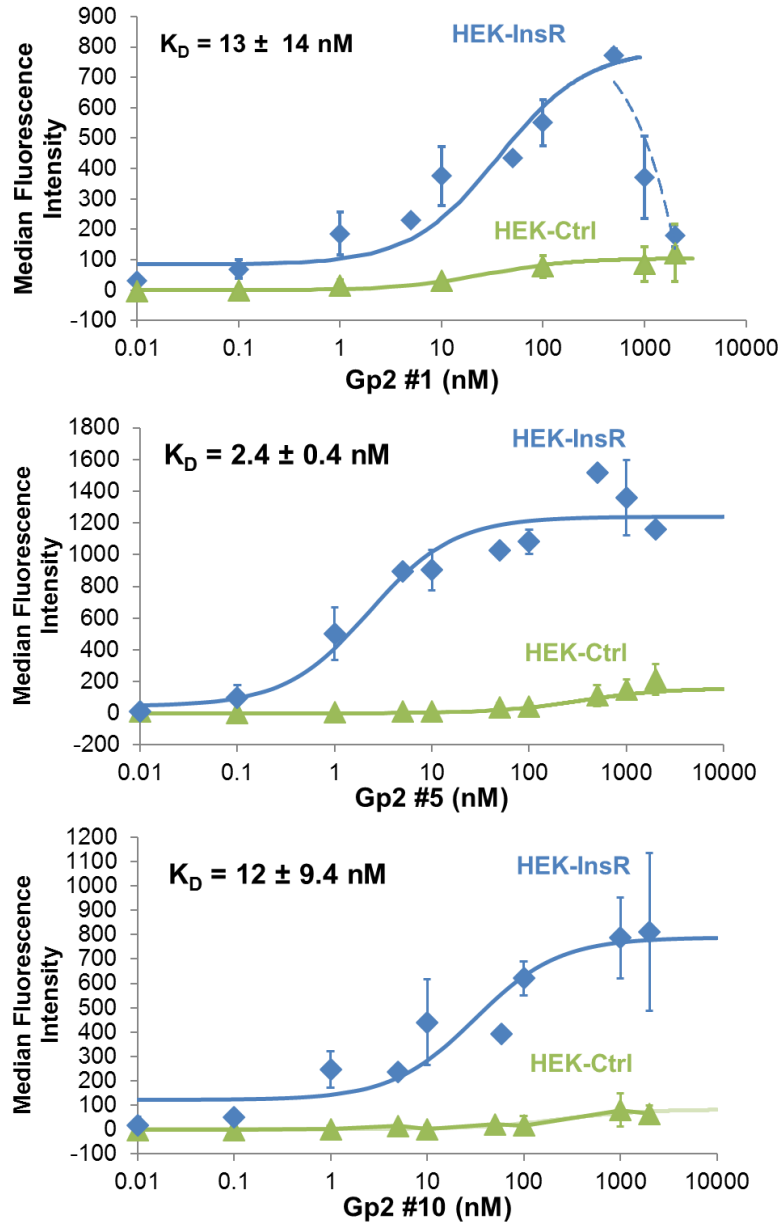 900
800
700
600
500
400
300
200
100
0
-100
Median Fluorescence
Intensity
K_D = 13 ± 14 nM
HEK-InsR
HEK-Ctrl
0.01 0.1 1 10 100 1000 10000
Gp2 #1 (nM)
1800
1600
1400
1200
1000
800
600
400
200
0
-200
Median Fluorescence
Intensity
K_D = 2.4 ± 0.4 nM
HEK-InsR
HEK-Ctrl
0.01 0.1 1 10 100 1000 10000
Gp2 #5 (nM)
1200
1100
1000
900
800
700
600
500
400
300
200
100
0
-100
Median Fluorescence
Intensity
K_D = 12 ± 9.4 nM
HEK-InsR
HEK-Ctrl
0.01 0.1 1 10 100 1000 10000
Gp2 #10 (nM)